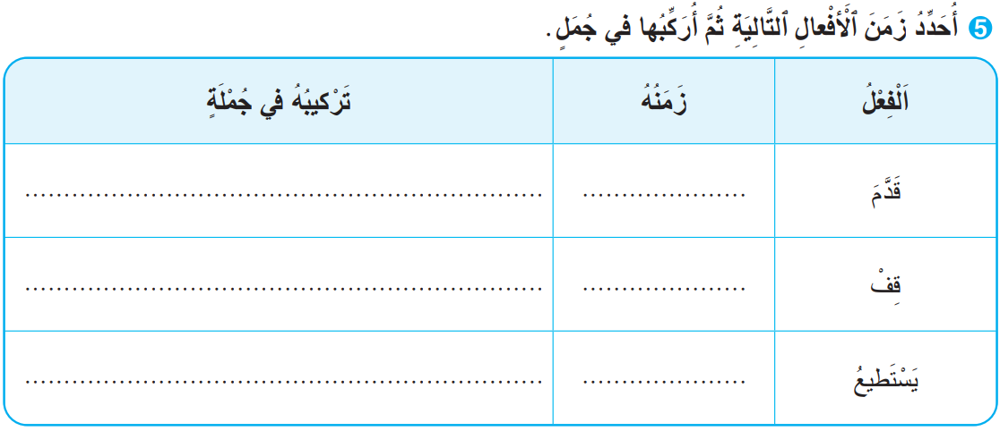 5 أُحَدِّدُ زَمَنَ ٱلْأَفْعالِ ٱلتَّالِيَةِ ثُمَّ أُرَكِّبُها في جُمَلٍ.
اَلْفِعْلُ زَمَنُهُ تَرْكيبُهُ في جُمْلَةٍ
قَدَّمَ ..................... ..................................................................
قِفْ ..................... ..................................................................
يَسْتَطيعُ ..................... ..................................................................